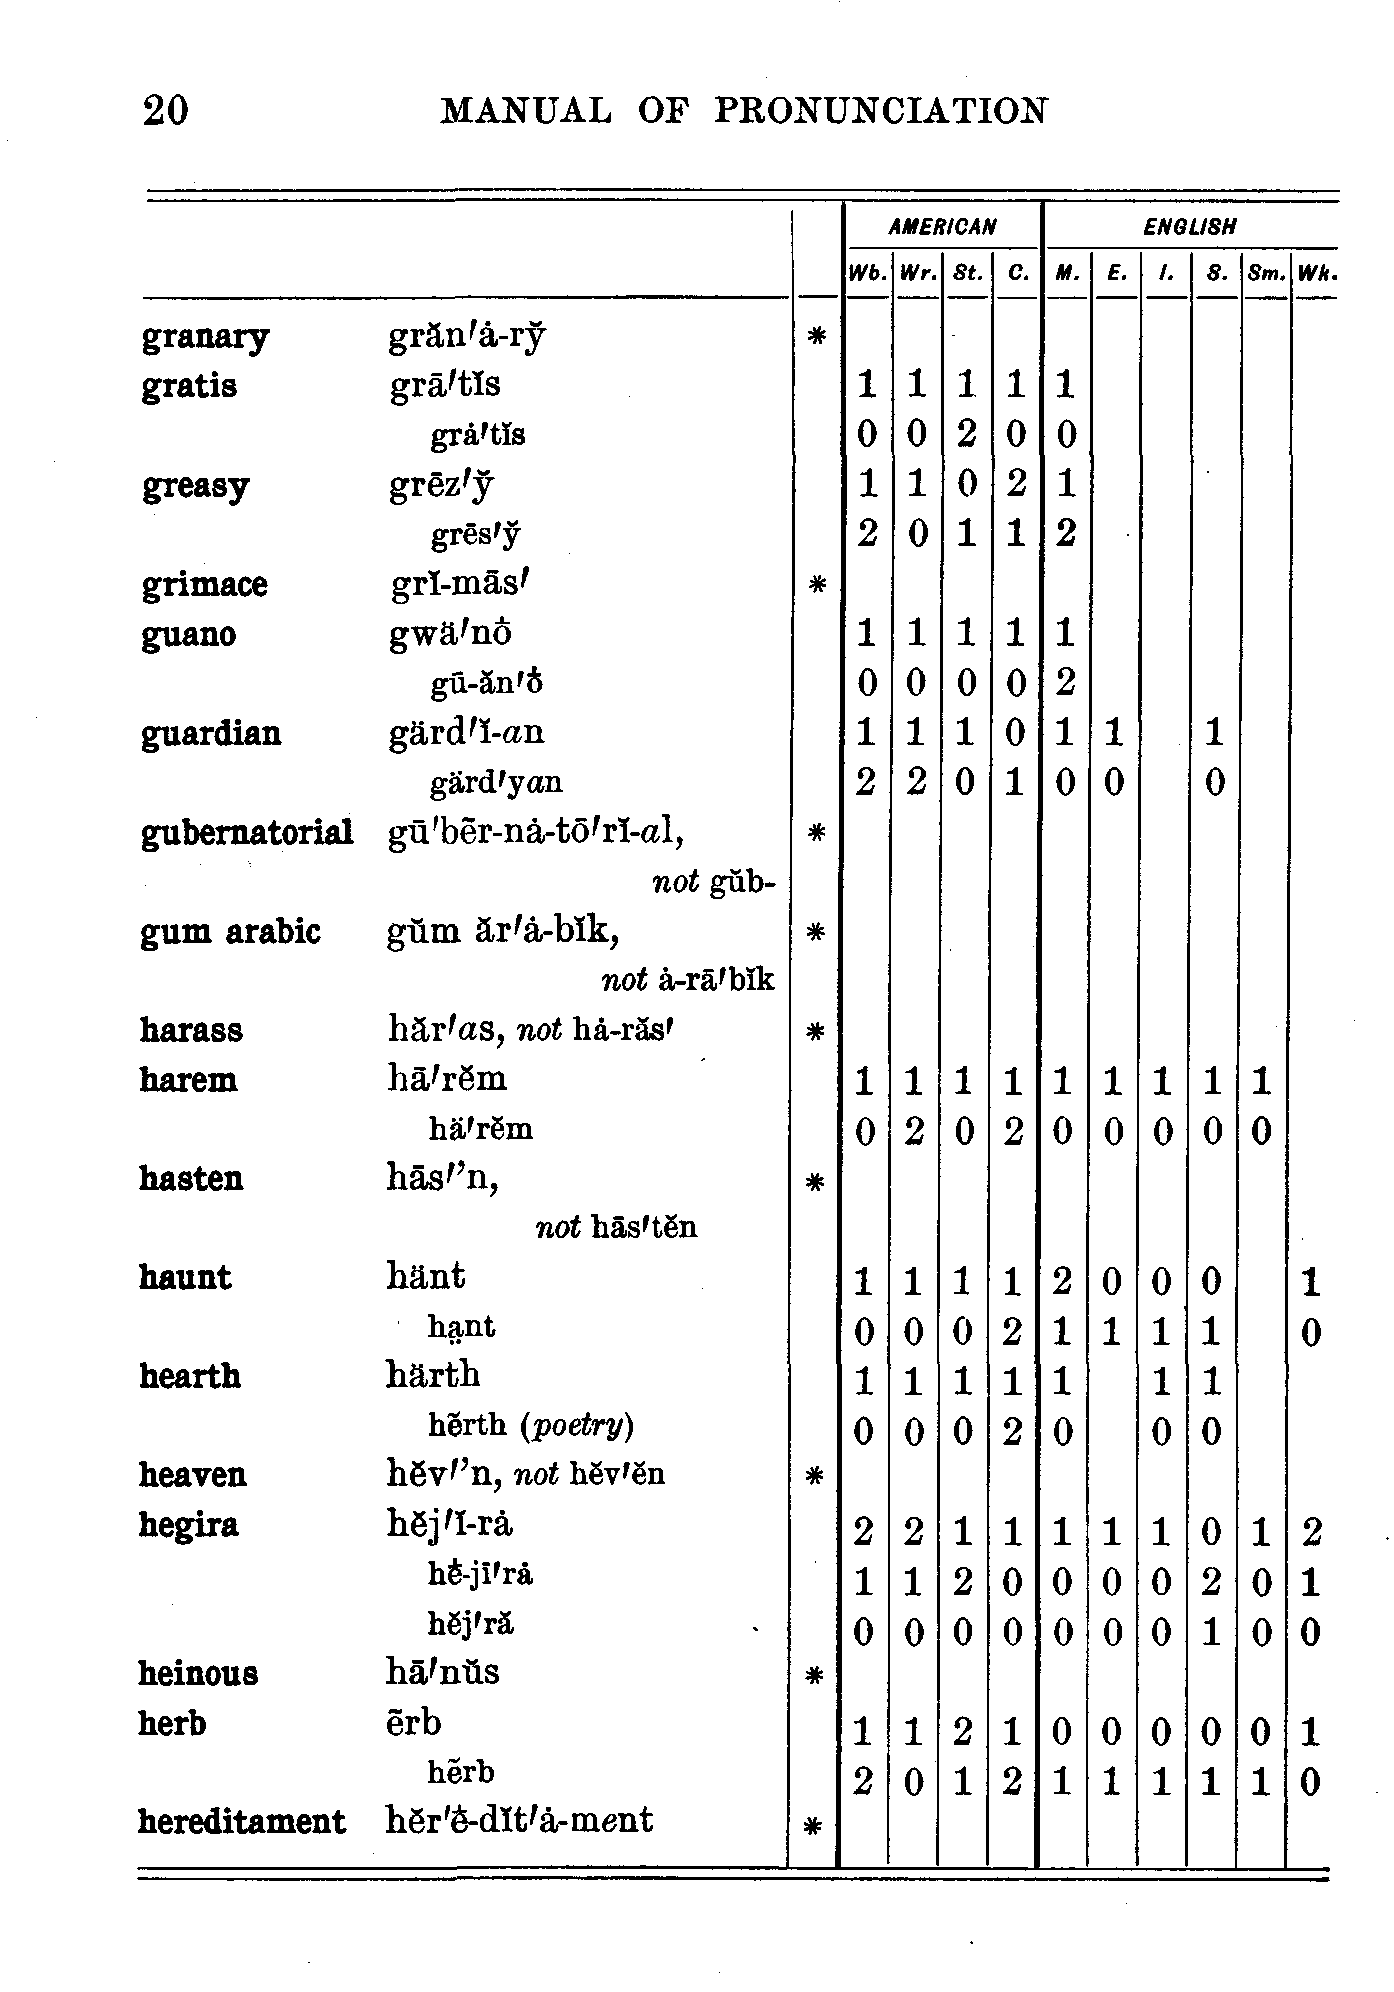 20 MANUAL OF PRONUNCIATION
AMERICAN ENGLISH
Wb. Wr. St. C. M. E. I. S. Sm. Wk.
granary grăn′ȧ-rў *
gratis grā′tĭs 1 1 1 1 1
grȧ′tĭs 0 0 2 0 0
greasy grēz′ў 1 1 0 2 1
grēs′ў 2 0 1 1 2
grimace grĭ-mās′ *
guano gwä′nȯ 1 1 1 1 1
gū-ăn′ȯ 0 0 0 0 2
guardian gärd′ĭ-an 1 1 1 0 1 1 1
gärd′yan 2 2 0 1 0 0 0
gubernatorial gū′bẽr-nȧ-tō′rĭ-al, *
not gŭb-
gum arabic gŭm ăr′ȧ-bĭk, *
not ȧ-rā′bĭk
harass hăr′as, not hȧ-răs′ *
harem hā′rĕm 1 1 1 1 1 1 1 1 1
hä′rĕm 0 2 0 2 0 0 0 0 0
hasten hās′’n, *
not hās′tĕn
haunt hänt 1 1 1 1 2 0 0 0 1
ha̤nt 0 0 0 2 1 1 1 1 0
hearth härth 1 1 1 1 1 1 1
hẽrth (poetry) 0 0 0 2 0 0 0
heaven hĕv′’n, not hĕv′ĕn *
hegira hĕj′ĭ-rȧ 2 2 1 1 1 1 1 0 1 2
hē̇-jī′rȧ 1 1 2 0 0 0 0 2 0 1
hĕj′ră 0 0 0 0 0 0 0 1 0 0
heinous hā′nŭs *
herb ẽrb 1 1 2 1 0 0 0 0 0 1
hẽrb 2 0 1 2 1 1 1 1 1 0
hereditament hĕr′ē̇-dĭt′ȧ-ment *